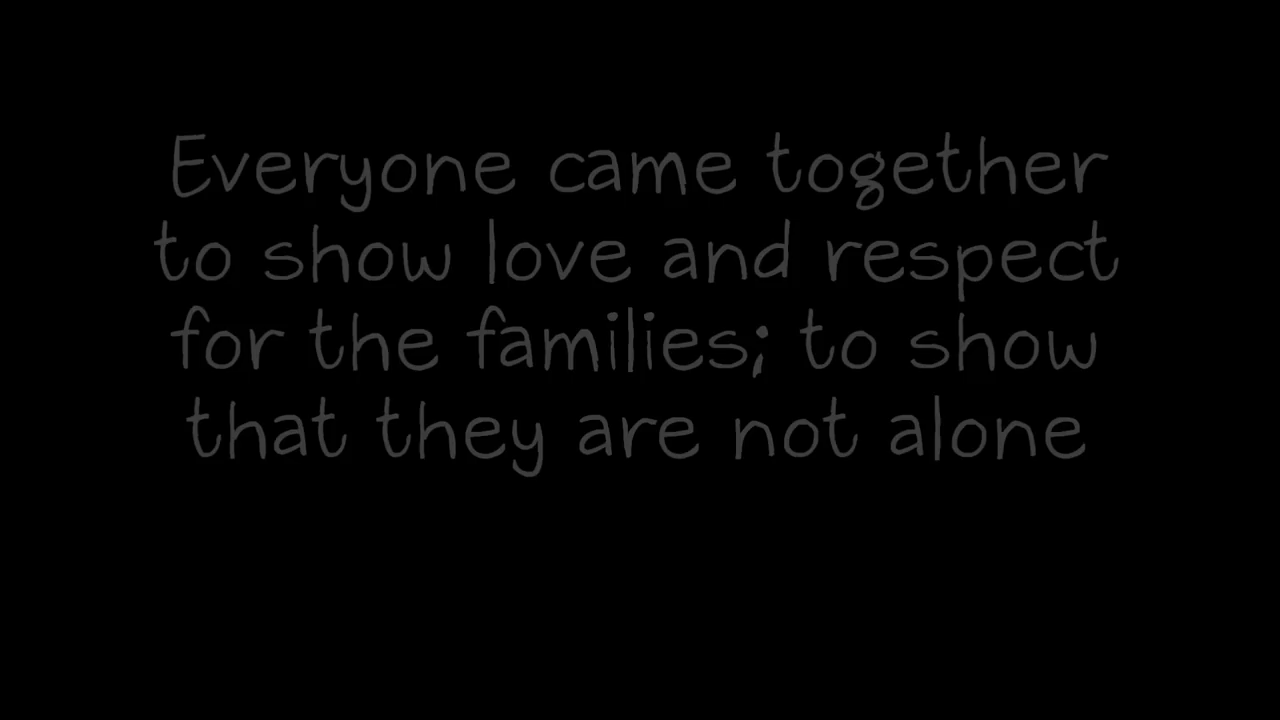 Everyone came together
to show love and respect
for the families; to show
that they are not alone